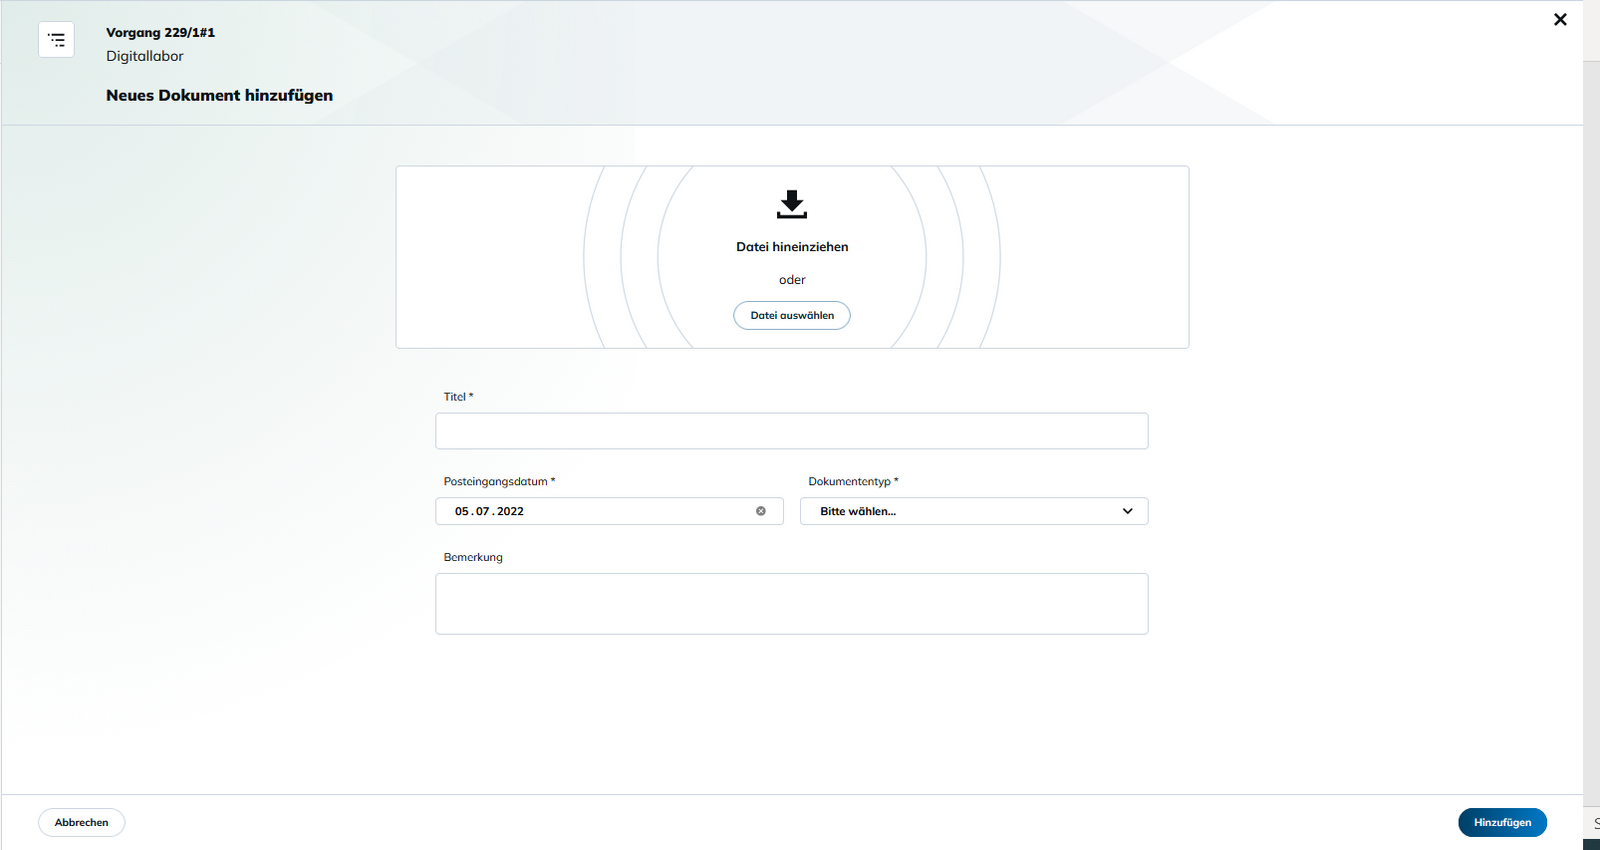 Vorgang 229/1#1
Digitallabor
Neues Dokument hinzufügen
Datei hineinziehen
oder
Datei auswählen
Titel *
Posteingangsdatum *
Dokumententyp *
05.07.2022
Bitte wählen...
Bemerkung
Abbrechen
Hinzufügen